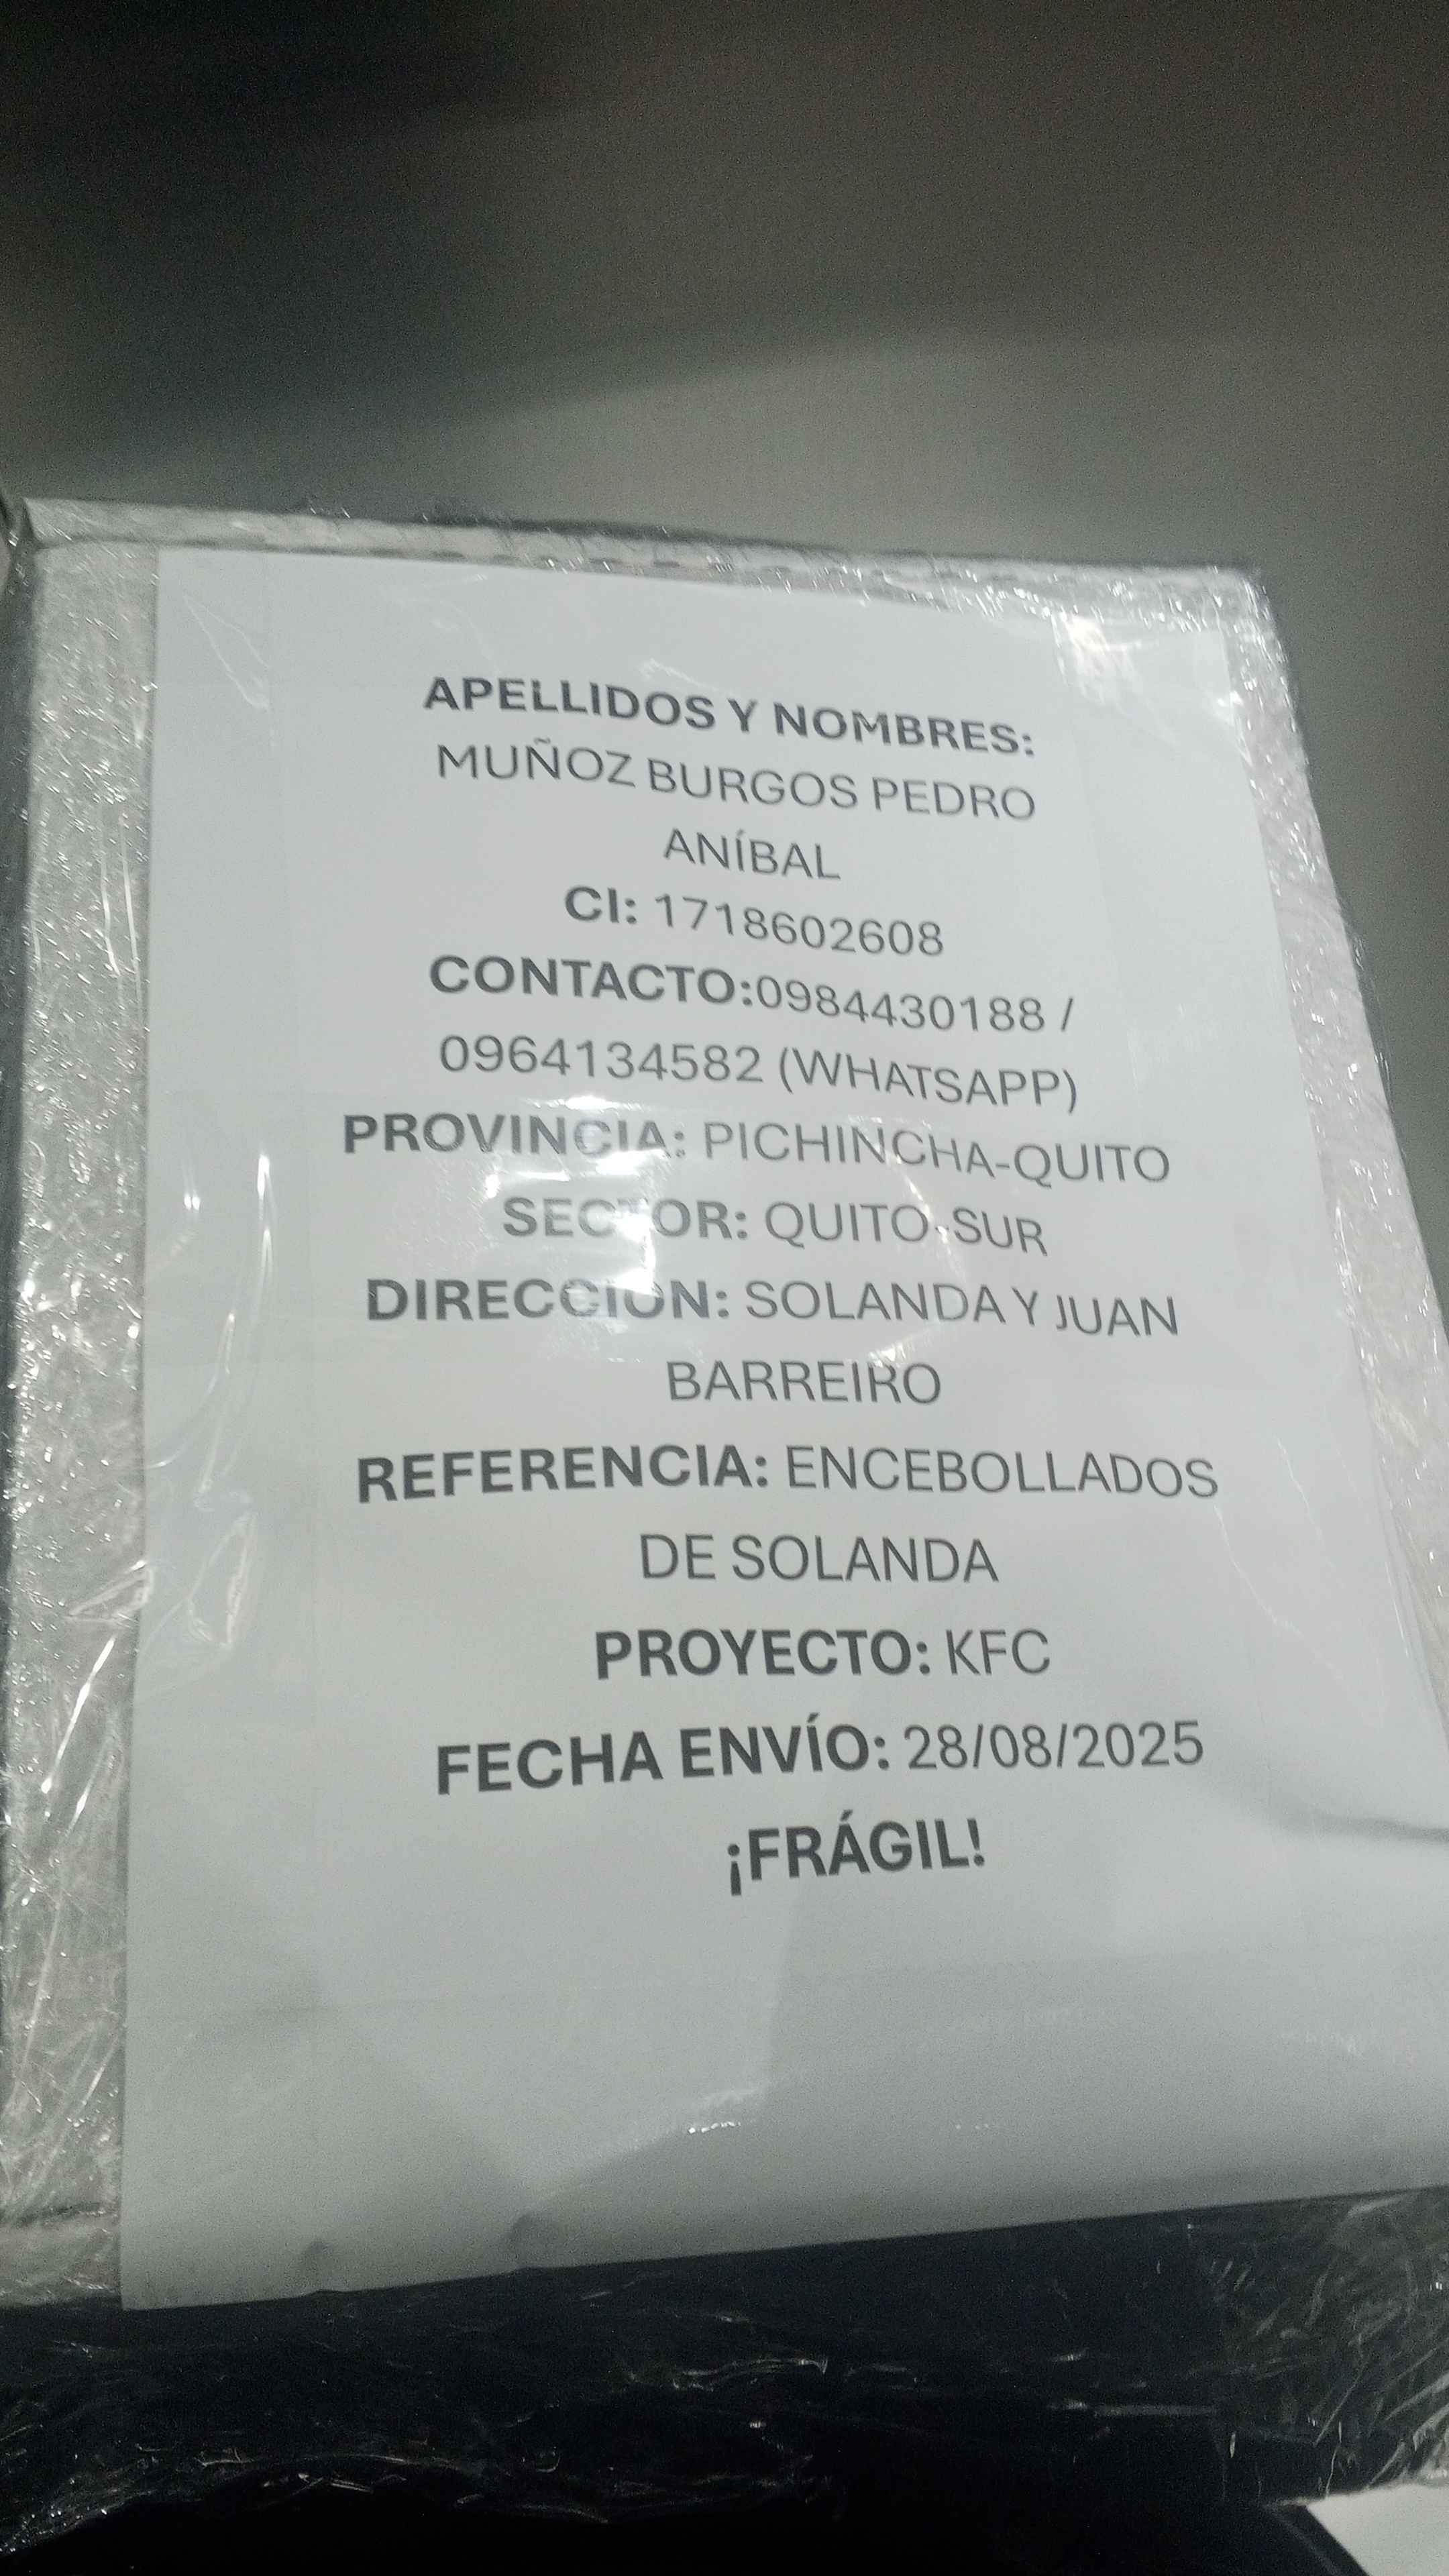 APELLIDOS Y NOMBRES:
MUÑOZ BURGOS PEDRO
ANÍBAL
CI: 1718602608
CONTACTO:0984430188 /
0964134582 (WHATSAPP)
PROVINCIA: PICHINCHA-QUITO
SECTOR: QUITO-SUR
DIRECCIÓN: SOLANDA Y JUAN
BARREIRO
REFERENCIA: ENCEBOLLADOS
DE SOLANDA
PROYECTO: KFC
FECHA ENVÍO: 28/08/2025
¡FRÁGIL!